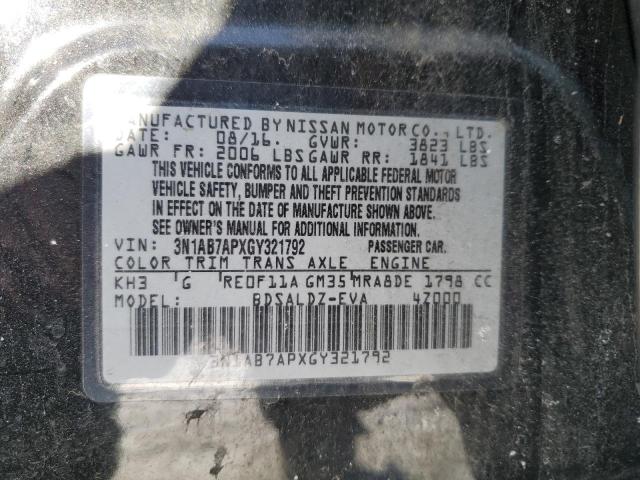 MANUFACTURED BY NISSAN MOTOR CO., LTD.
DATE: 08/16. GVWR: 3823 LBS
GAWR FR: 2006 LBS GAWR RR: 1841 LBS
THIS VEHICLE CONFORMS TO ALL APPLICABLE FEDERAL MOTOR
VEHICLE SAFETY, BUMPER AND THEFT PREVENTION STANDARDS
IN EFFECT ON THE DATE OF MANUFACTURE SHOWN ABOVE.
SEE OWNER'S MANUAL FOR ADDITIONAL INFORMATION.
VIN: 3N1AB7APXGY321792 PASSENGER CAR.
COLOR TRIM TRANS AXLE ENGINE
KH3 G RE0F11A GM35 MRA8DE 1798 CC
MODEL: BDSALDZ-EVA 4Z000
3N1AB7APXGY321792